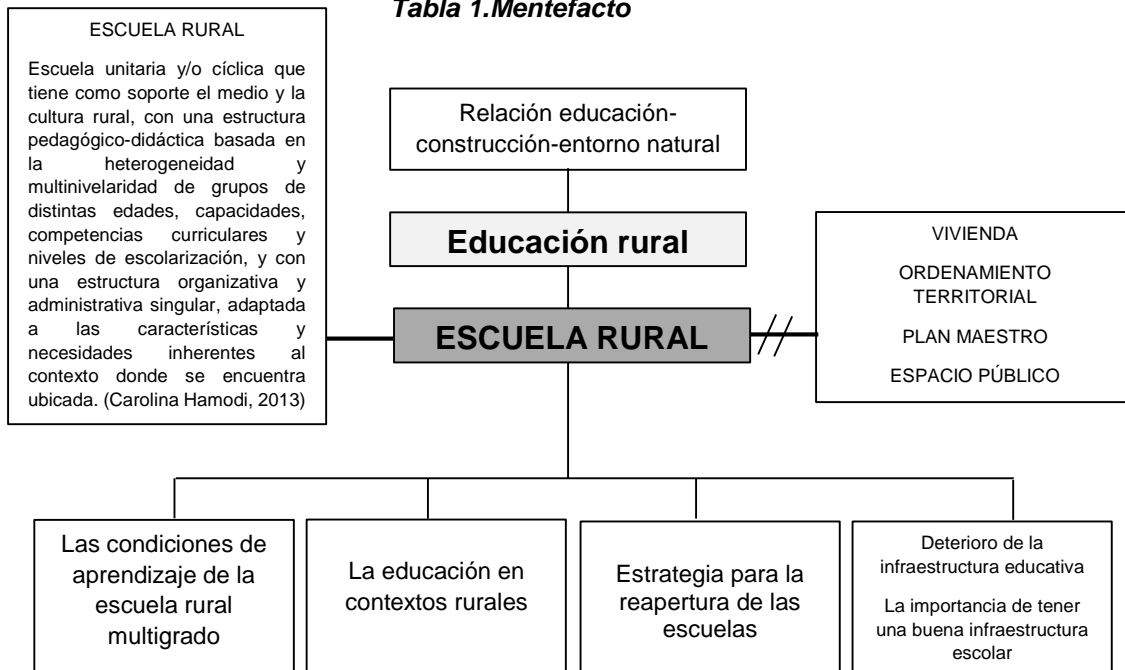 Tabla 1.Mentefacto
ESCUELA RURAL
Escuela unitaria y/o cíclica que
tiene como soporte el medio y la
cultura rural, con una estructura
pedagógico-didáctica basada en
la heterogeneidad y
multinivelaridad de grupos de
distintas edades, capacidades,
competencias curriculares y
niveles de escolarización, y con
una estructura organizativa y
administrativa singular, adaptada
a las características y
necesidades inherentes al
contexto donde se encuentra
ubicada. (Carolina Hamodi, 2013)
Relación educación-
construcción-entorno natural
Educación rural
ESCUELA RURAL
VIVIENDA
ORDENAMIENTO
TERRITORIAL
PLAN MAESTRO
ESPACIO PÚBLICO
Las condiciones de
aprendizaje de la
escuela rural
multigrado
La educación en
contextos rurales
Estrategia para la
reapertura de las
escuelas
Deterioro de la
infraestructura educativa
La importancia de tener
una buena infraestructura
escolar